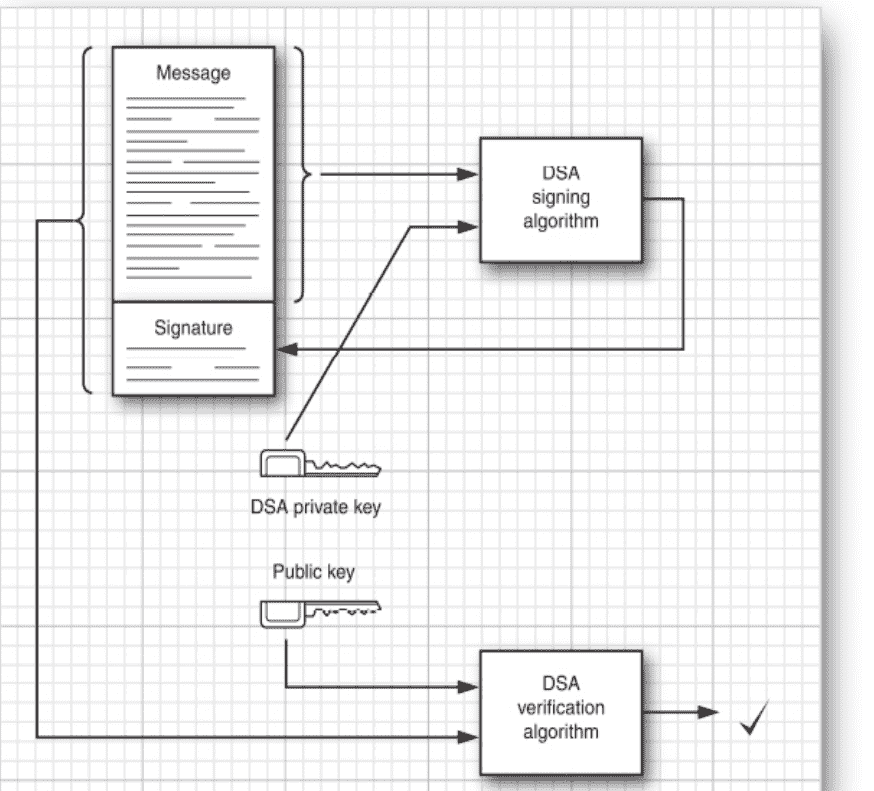 Message
DSA
signing
algorithm
Signature
DSA private key
Public key
DSA
verification
algorithm